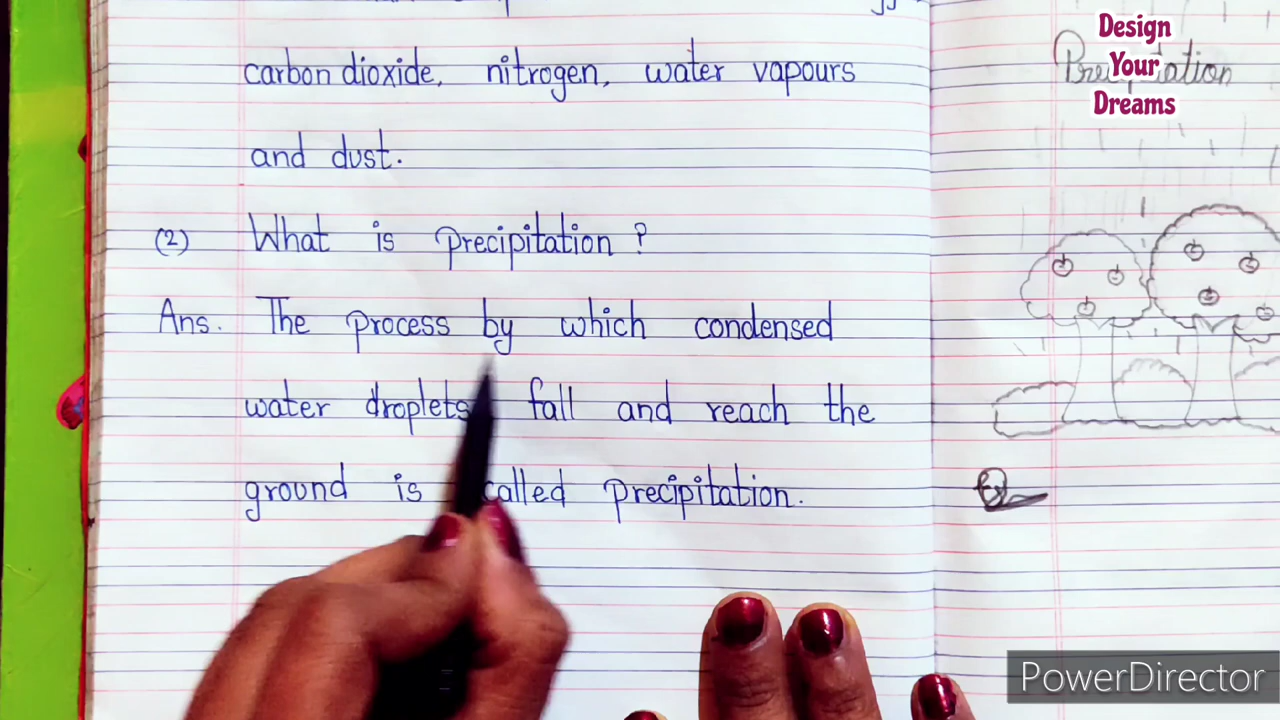 carbon dioxide, nitrogen, water vapours
and dust.
(2) What is precipitation?
Ans. The process by which condensed
water droplets fall and reach the
ground is called precipitation.
Design
Your
Dreams
PowerDirector